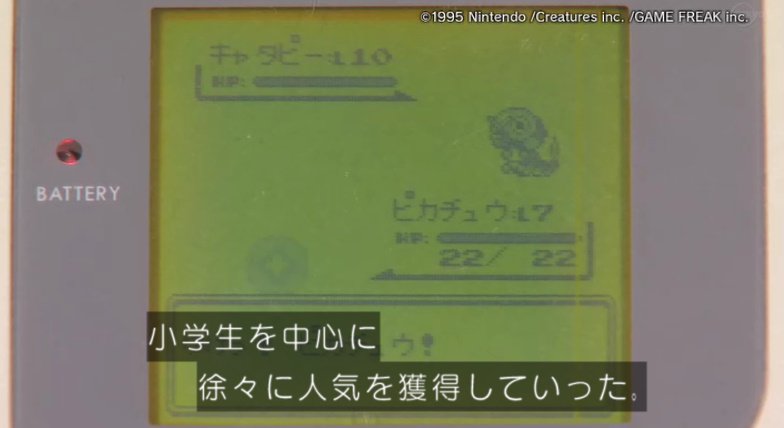 ©1995 Nintendo /Creatures inc. /GAME FREAK inc.
キャタピー:L10
HP:
BATTERY
ピカチュウ:L7
HP:
22/ 22
小学生を中心に
徐々に人気を獲得していった。